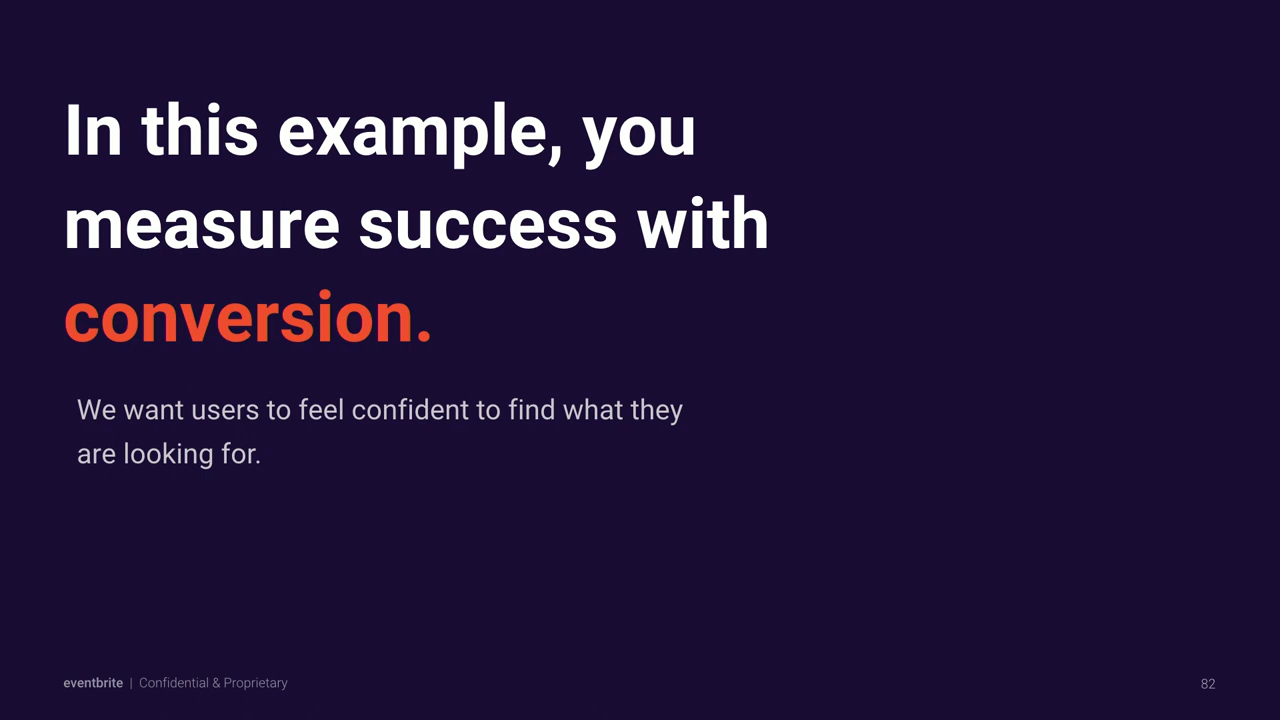 In this example, you
measure success with
conversion.
We want users to feel confident to find what they
are looking for.
eventbrite | Confidential & Proprietary
82